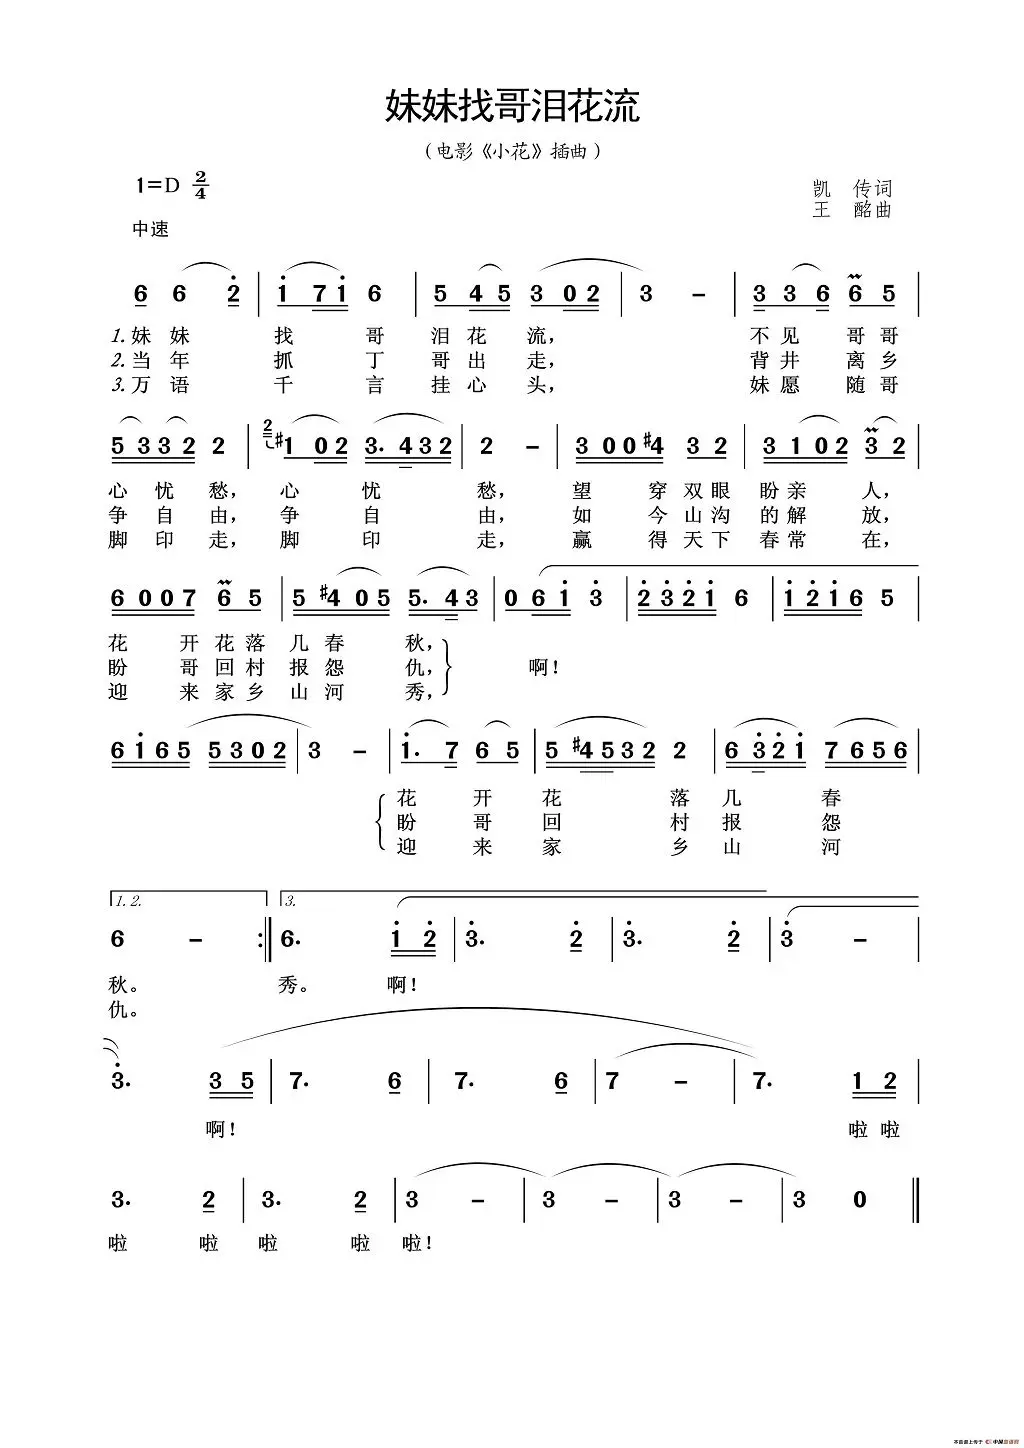 妹妹找哥泪花流
（电影《小花》插曲）
1=D 2/4
凯 传词
王 酩曲
中速
6 6 2 | 1 7 1 6 | 5 4 5 3 0 2 | 3 - | 3 3 6 6 5 |
1. 妹 妹 找 哥 泪 花 流， 不 见 哥 哥
2. 当 年 抓 丁 哥 出 走， 背 井 离 乡
3. 万 语 千 言 挂 心 头， 妹 愿 随 哥
5 3 3 2 2 | 2 #1 0 2 3. 4 3 2 | 2 - | 3 0 0 #4 3 2 | 3 1 0 2 3 2 |
心 忧 愁， 心 忧 愁， 望 穿 双 眼 盼 亲 人，
争 自 由， 争 自 由， 如 今 山 沟 的 解 放，
脚 印 走， 脚 印 走， 赢 得 天 下 春 常 在，
6 0 0 7 6 5 | 5 #4 0 5 5. 4 3 | 0 6 1 3 | 2 3 2 1 6 | 1 2 1 6 5 |
花 开 花 落 几 春 秋，
盼 哥 回 村 报 怨 仇， 啊！
迎 来 家 乡 山 河 秀，
6 1 6 5 5 3 0 2 | 3 - | 1. 7 6 5 | 5 #4 5 3 2 2 | 6 3 2 1 7 6 5 6 |
花 开 花 落 几 春
盼 哥 回 村 报 怨
迎 来 家 乡 山 河
1. 2. 3.
6 - :| 6. 1 2 | 3. 2 | 3. 2 | 3 - |
秋。 秀。 啊！
仇。
3. 3 5 | 7. 6 | 7. 6 | 7 - | 7. 1 2 |
啊！ 啦 啦
3. 2 | 3. 2 | 3 - | 3 - | 3 - | 3 0 ‖
啦 啦 啦 啦 啦！